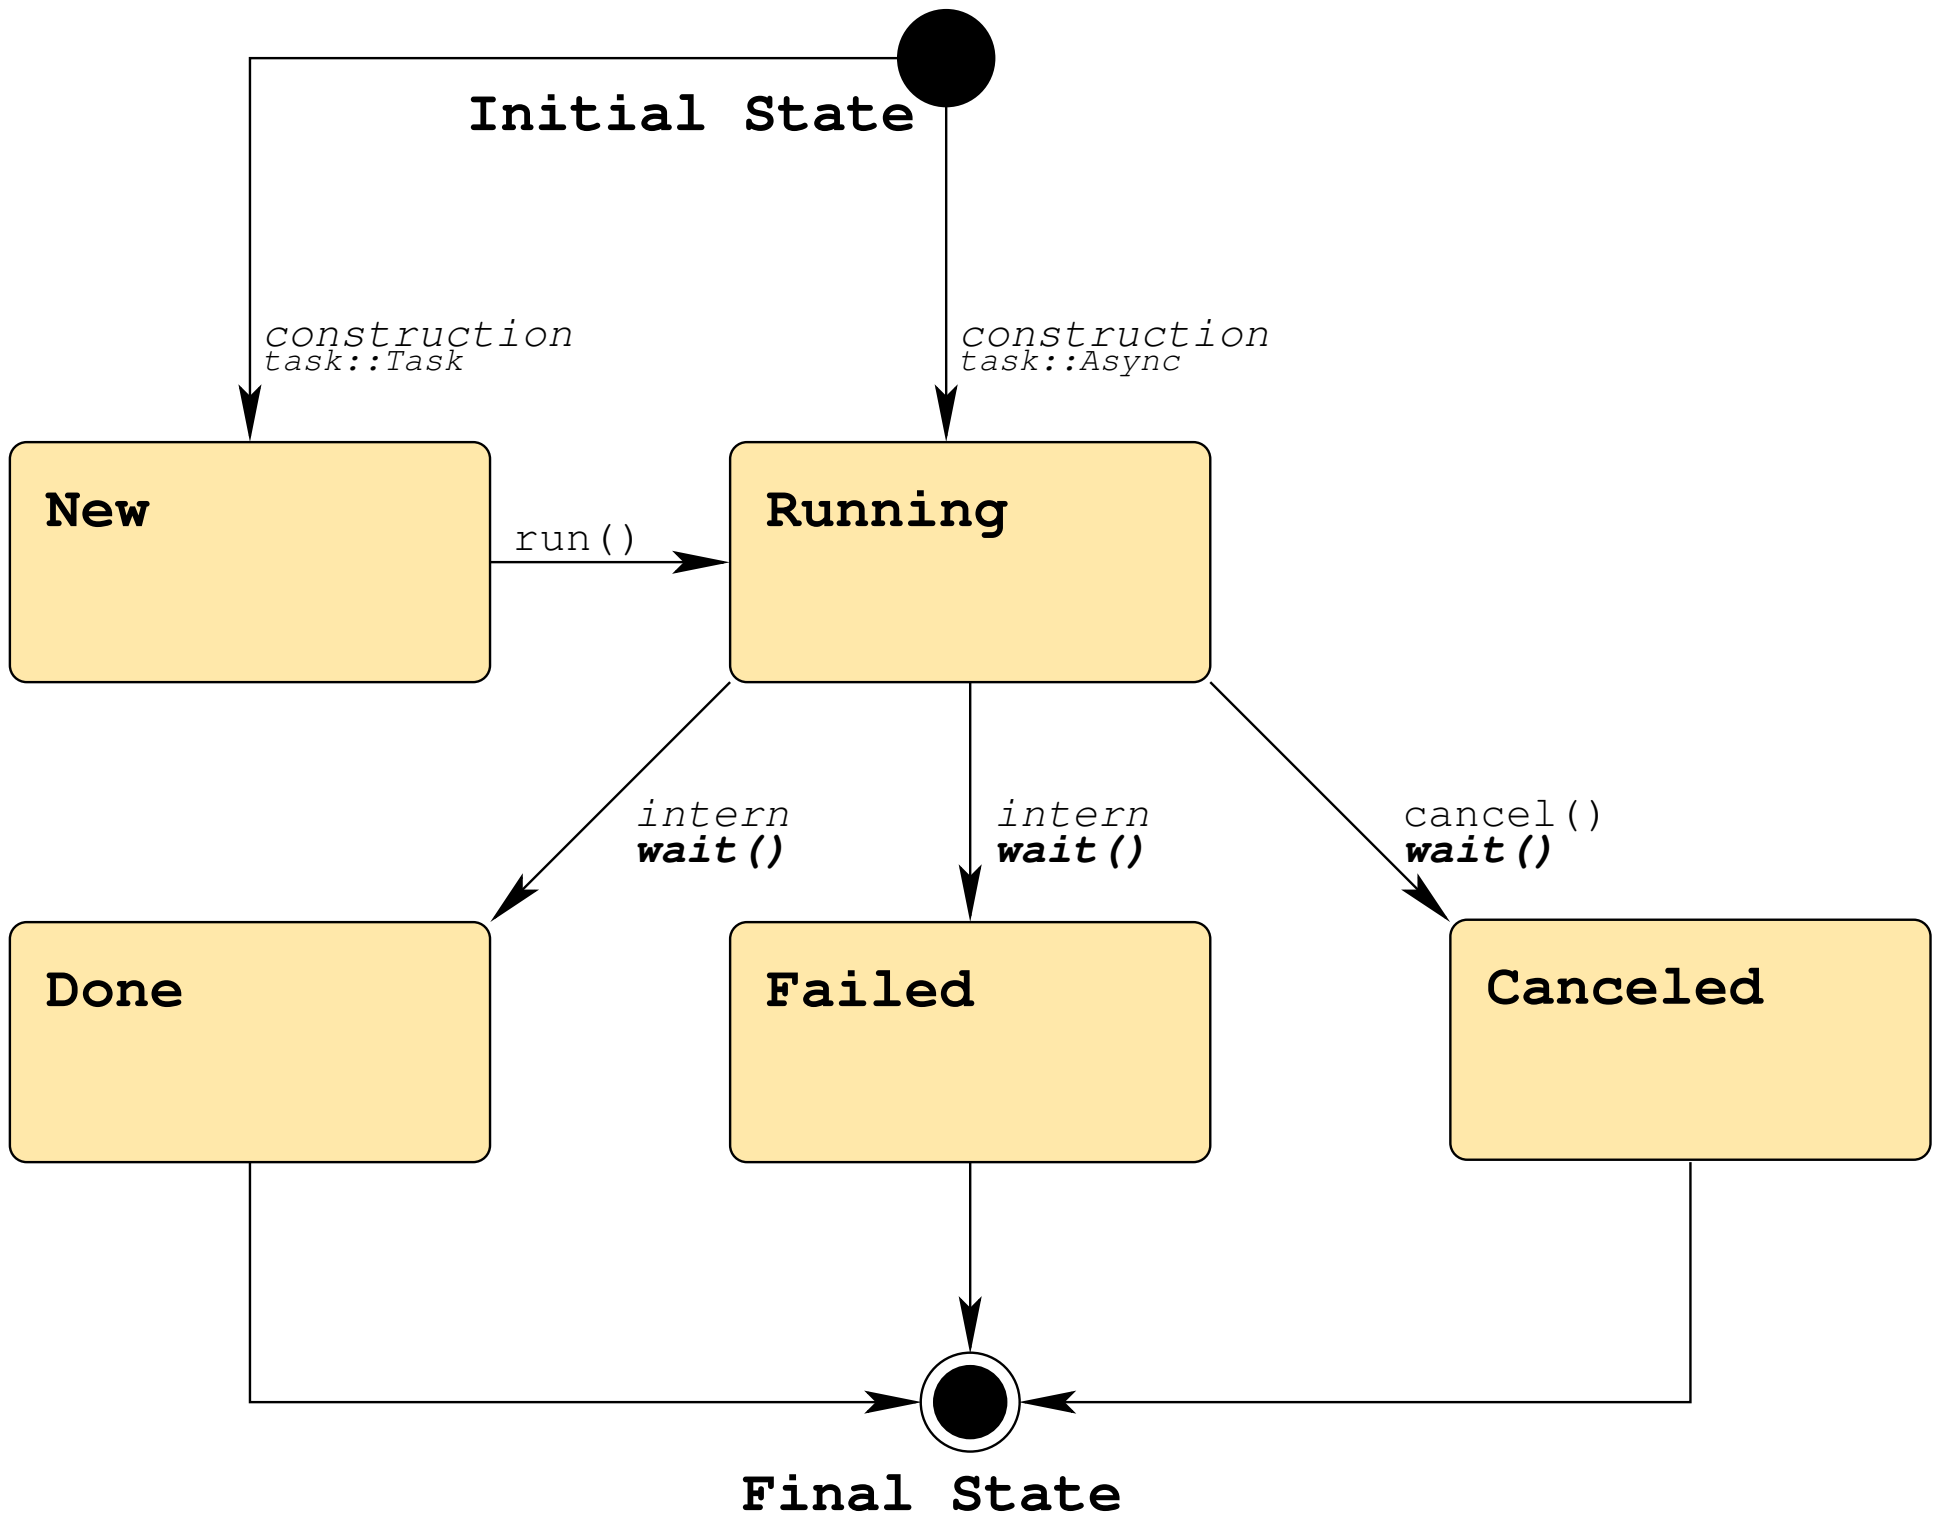 Initial State
construction
task::Task
construction
task::Async
New
run()
Running
intern
wait()
intern
wait()
cancel()
wait()
Done
Failed
Canceled
Final State